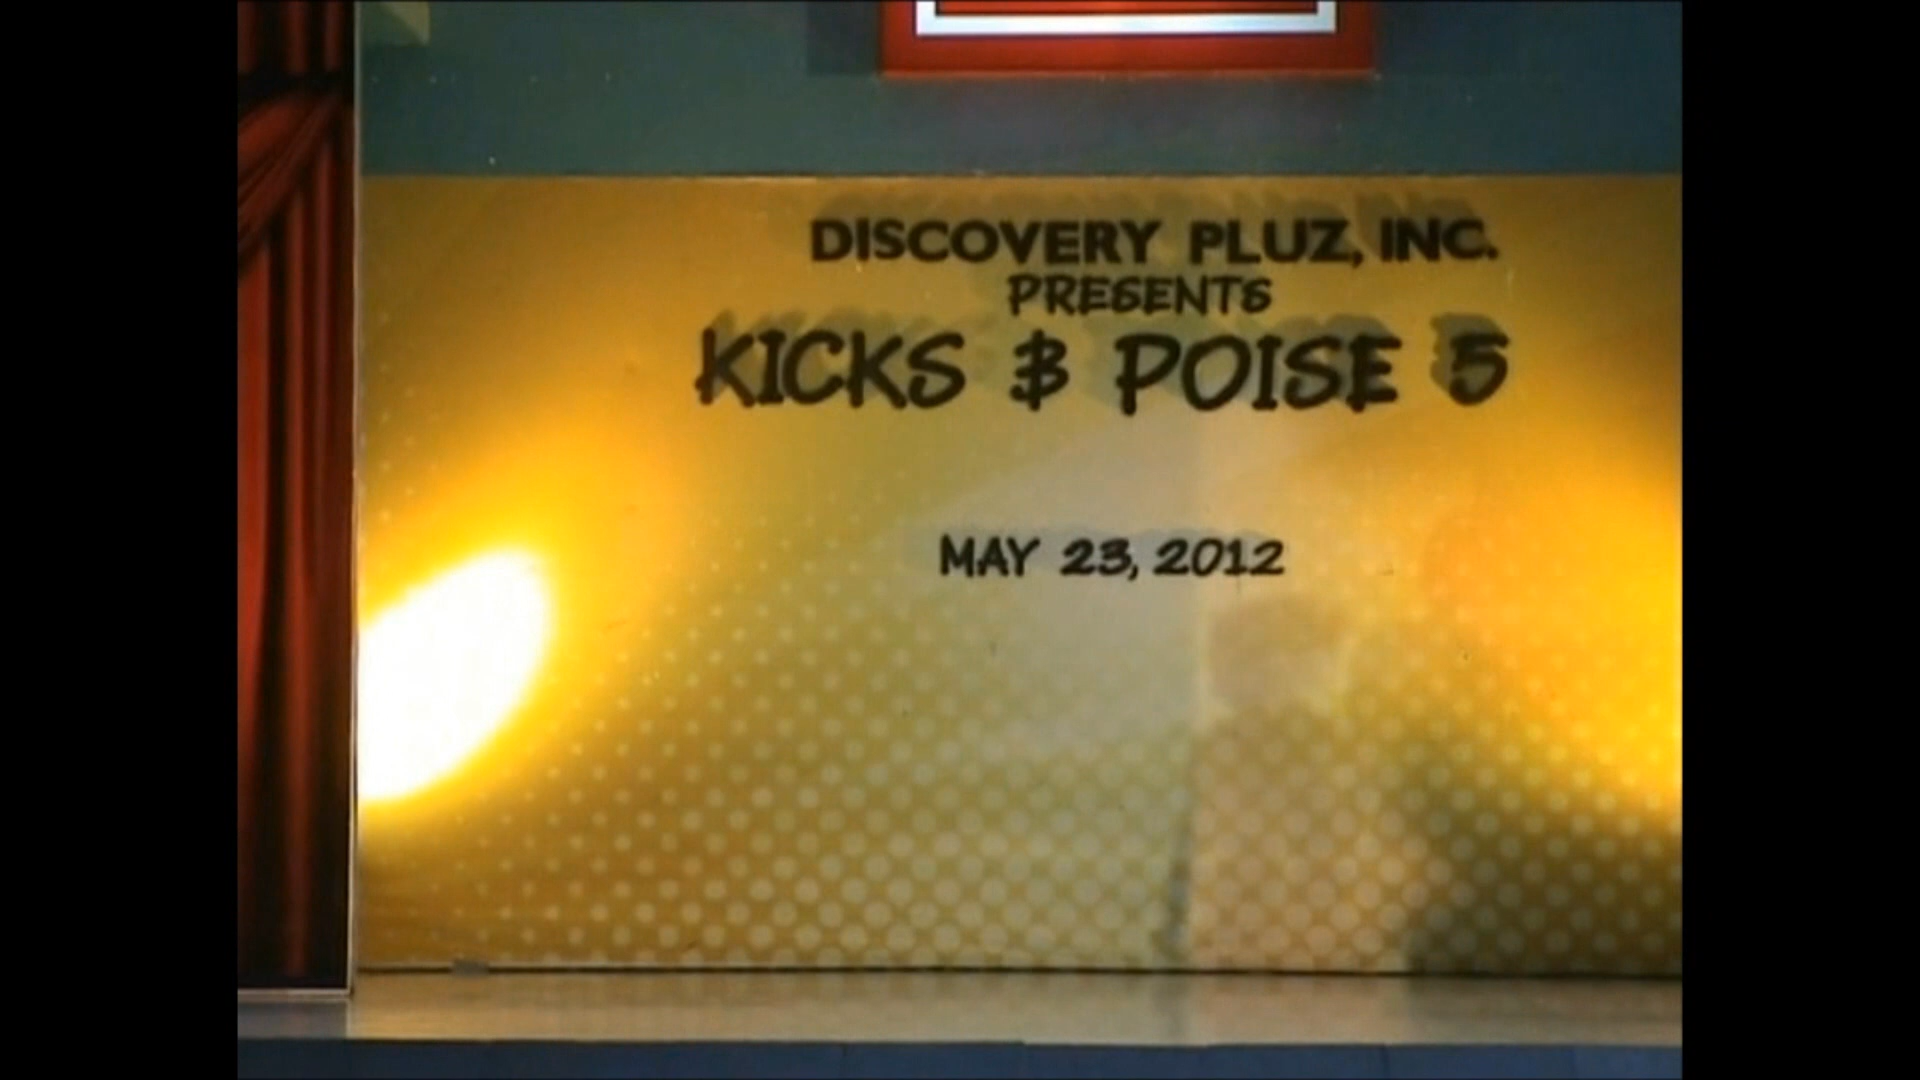 DISCOVERY PLUZ, INC.
PRESENTS
KICKS & POISE 5
MAY 23, 2012